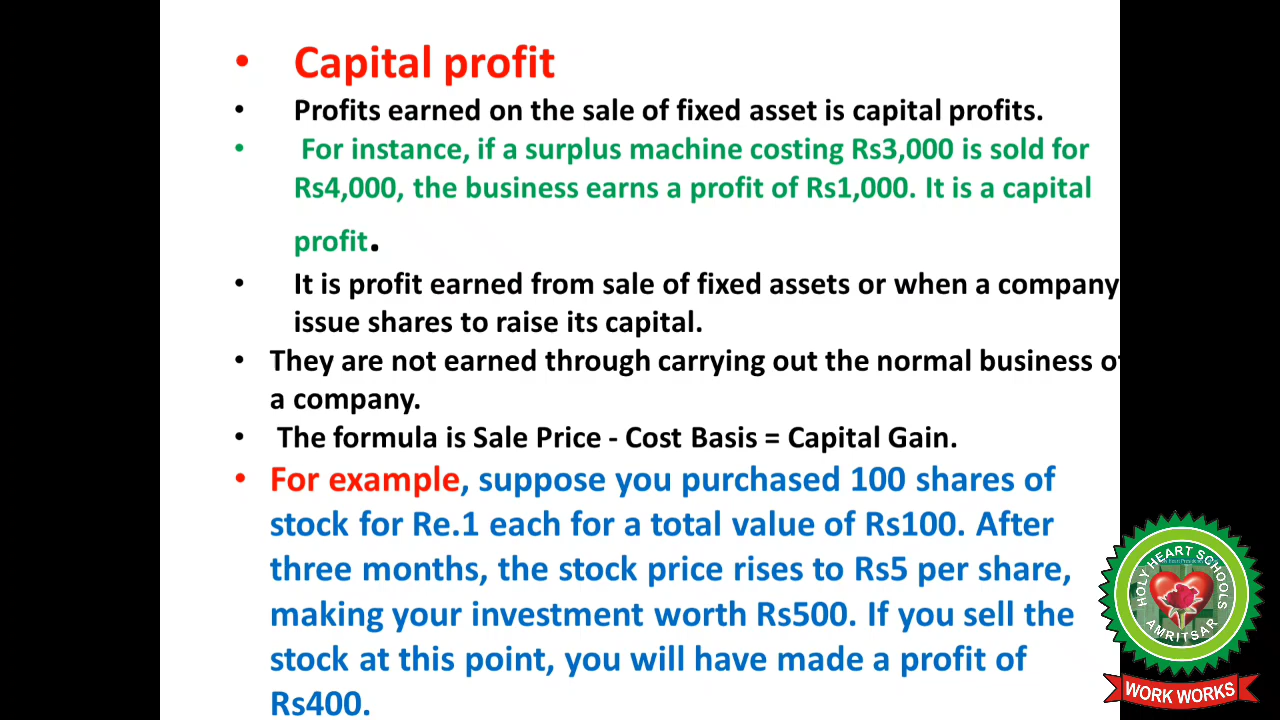 • Capital profit
• Profits earned on the sale of fixed asset is capital profits.
• For instance, if a surplus machine costing Rs3,000 is sold for
Rs4,000, the business earns a profit of Rs1,000. It is a capital
profit.
• It is profit earned from sale of fixed assets or when a company
issue shares to raise its capital.
• They are not earned through carrying out the normal business of
a company.
• The formula is Sale Price - Cost Basis = Capital Gain.
• For example, suppose you purchased 100 shares of
stock for Re.1 each for a total value of Rs100. After
three months, the stock price rises to Rs5 per share,
making your investment worth Rs500. If you sell the
stock at this point, you will have made a profit of
Rs400.
HOLY HEART SCHOOLS
AMRITSAR
WORK WORKS